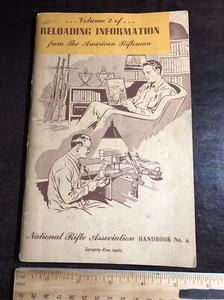 ...Volume 2 of...
RELOADING INFORMATION
from The American Rifleman
National Rifle Association HANDBOOK No. 6
Seventy-five cents